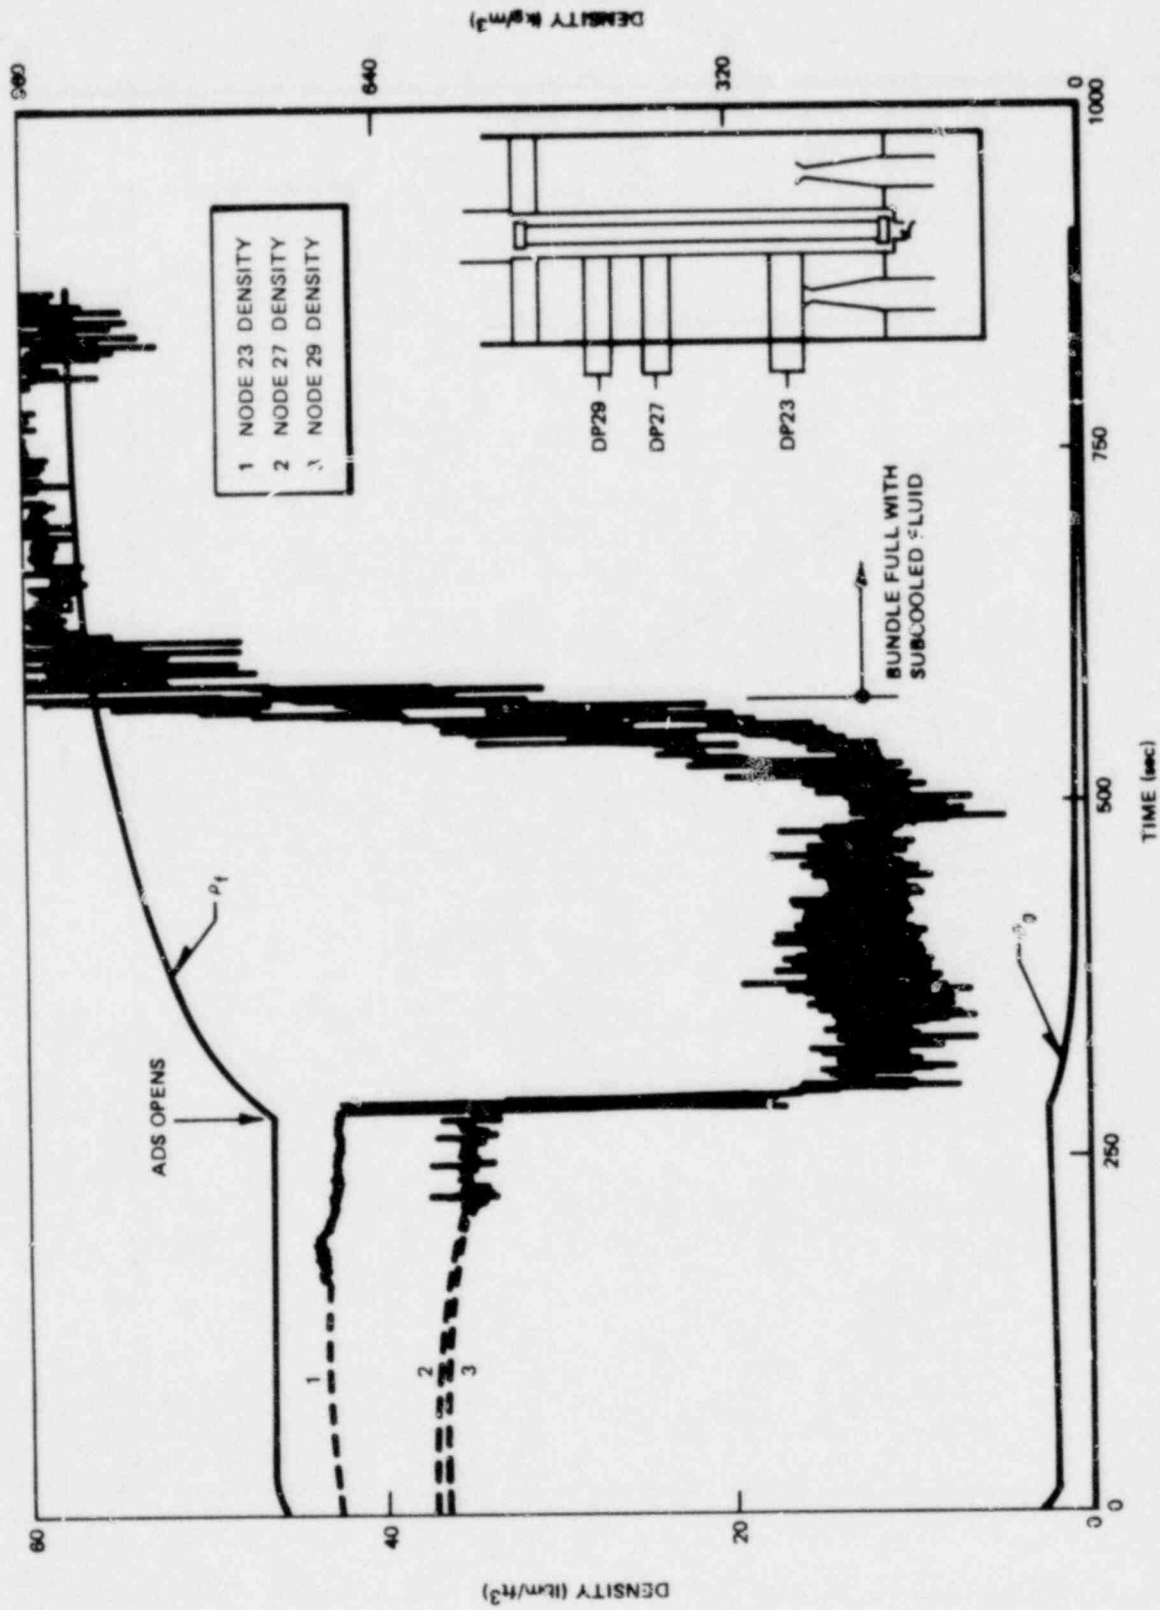 DENSITY (lbm/ft3)
60
40
20
0
DENSITY (kg/m3)
960
640
320
0
0
250
500
750
1000
TIME (sec)
ADS OPENS
ρf
ρg
1
2
3
1 NODE 23 DENSITY
2 NODE 27 DENSITY
3 NODE 29 DENSITY
DP29
DP27
DP23
BUNDLE FULL WITH
SUBCOOLED FLUID